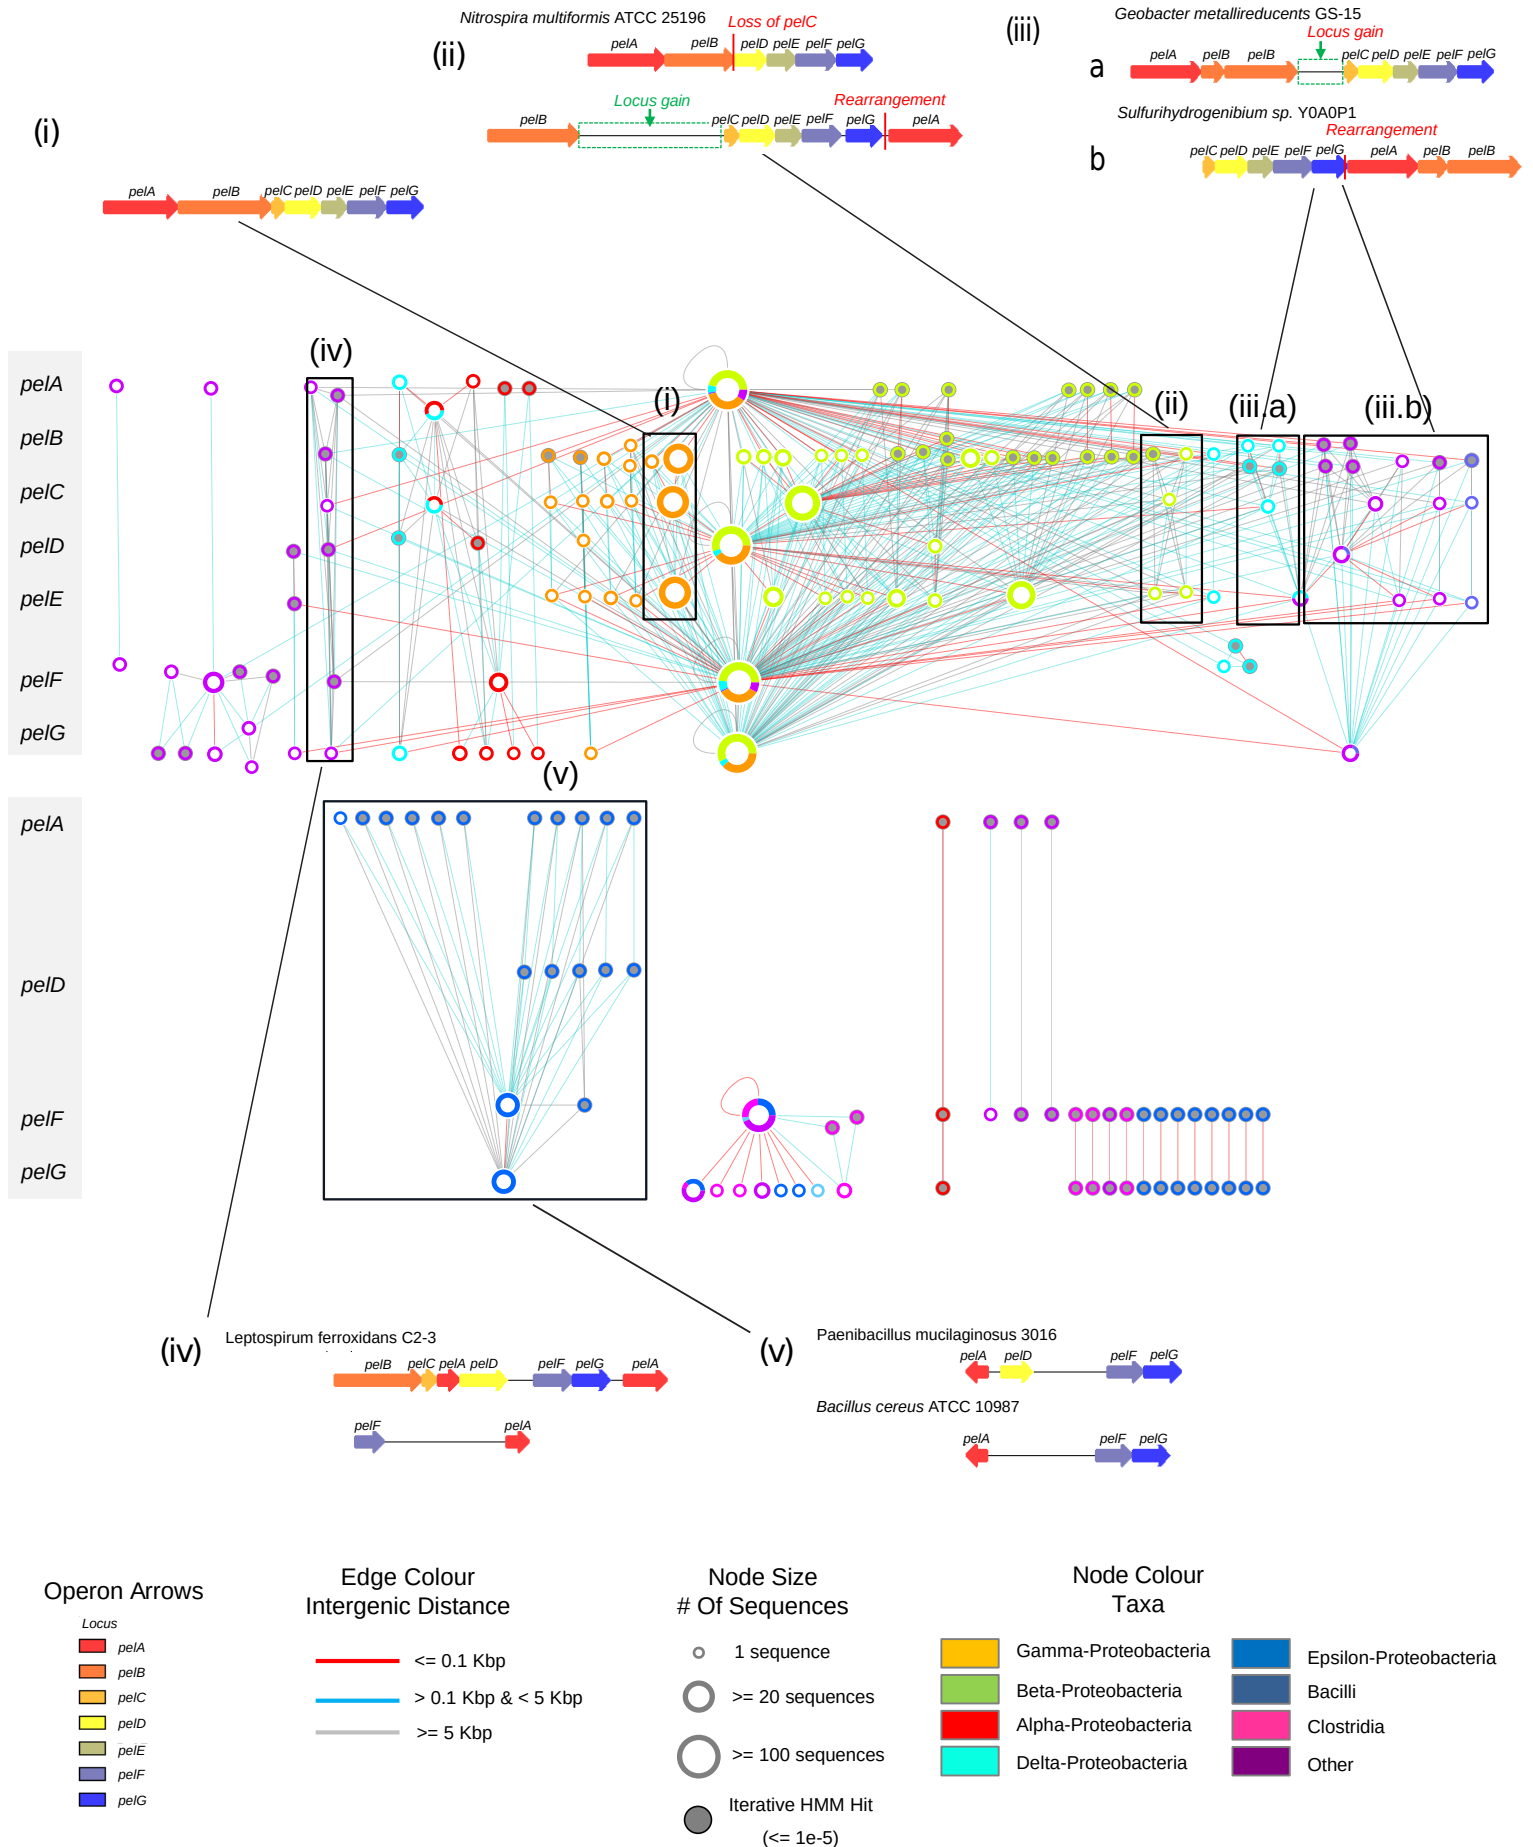 Nitrospira multiformis ATCC 25196
Loss of pelC
(ii)
pelA pelB pelD pelE pelF pelG
Locus gain
Rearrangement
pelB pelC pelD pelE pelF pelG pelA
Geobacter metallireducents GS-15
(iii)
Locus gain
a
pelA pelB pelB pelC pelD pelE pelF pelG
Sulfurihydrogenibium sp. Y0A0P1
Rearrangement
b
pelC pelD pelE pelF pelG pelA pelB pelB
(i)
pelA pelB pelC pelD pelE pelF pelG
(iv)
(i)
(ii)
(iii.a)
(iii.b)
pelA
pelB
pelC
pelD
pelE
pelF
pelG
(v)
pelA
pelD
pelF
pelG
(iv)
Leptospirum ferroxidans C2-3
pelB pelC pelA pelD pelF pelG pelA
pelF pelA
(v)
Paenibacillus mucilaginosus 3016
pelA pelD pelF pelG
Bacillus cereus ATCC 10987
pelA pelF pelG
Operon Arrows
Locus
pelA
pelB
pelC
pelD
pelE
pelF
pelG
Edge Colour
Intergenic Distance
<= 0.1 Kbp
> 0.1 Kbp & < 5 Kbp
>= 5 Kbp
Node Size
# Of Sequences
1 sequence
>= 20 sequences
>= 100 sequences
Iterative HMM Hit
(<= 1e-5)
Node Colour
Taxa
Gamma-Proteobacteria
Beta-Proteobacteria
Alpha-Proteobacteria
Delta-Proteobacteria
Epsilon-Proteobacteria
Bacilli
Clostridia
Other